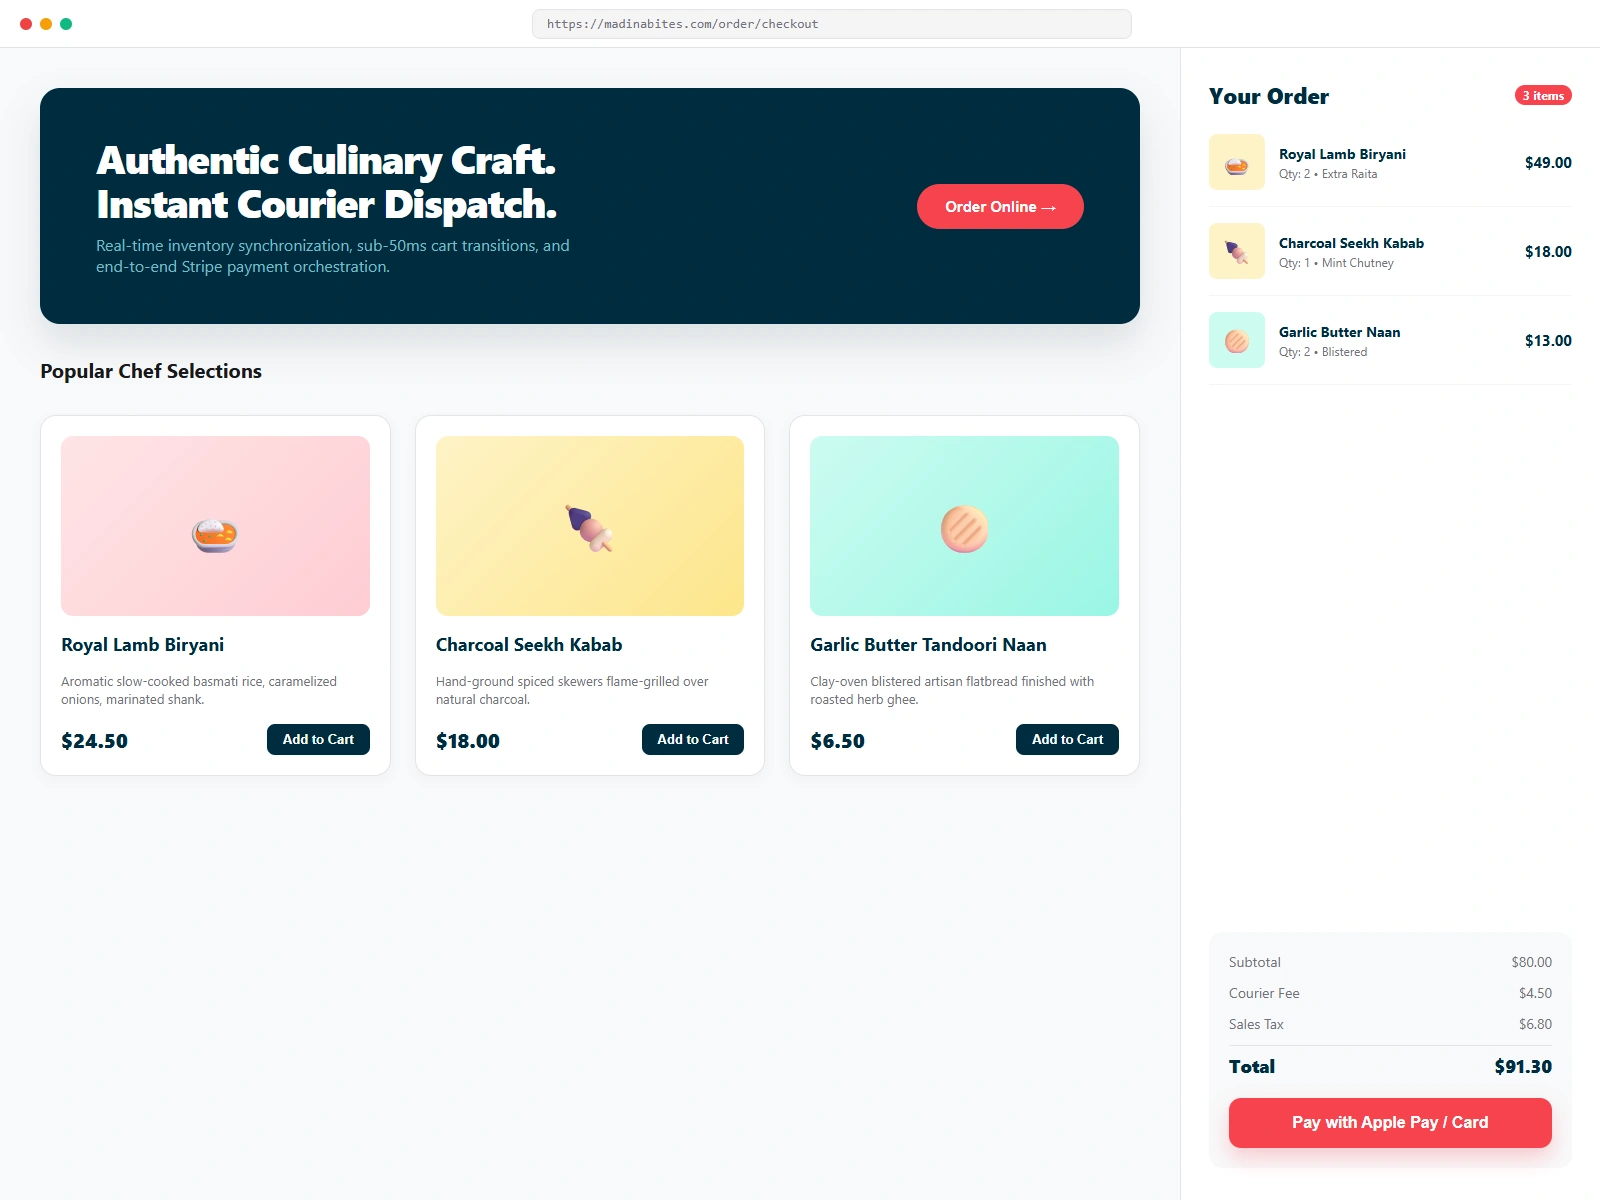 https://madinabites.com/order/checkout
Authentic Culinary Craft.
Instant Courier Dispatch.
Real-time inventory synchronization, sub-50ms cart transitions, and
end-to-end Stripe payment orchestration.
Order Online →
Popular Chef Selections
Royal Lamb Biryani
Aromatic slow-cooked basmati rice, caramelized
onions, marinated shank.
$24.50
Add to Cart
Charcoal Seekh Kabab
Hand-ground spiced skewers flame-grilled over
natural charcoal.
$18.00
Add to Cart
Garlic Butter Tandoori Naan
Clay-oven blistered artisan flatbread finished with
roasted herb ghee.
$6.50
Add to Cart
Your Order
3 items
Royal Lamb Biryani
Qty: 2 • Extra Raita
$49.00
Charcoal Seekh Kabab
Qty: 1 • Mint Chutney
$18.00
Garlic Butter Naan
Qty: 2 • Blistered
$13.00
Subtotal $80.00
Courier Fee $4.50
Sales Tax $6.80
Total $91.30
Pay with Apple Pay / Card